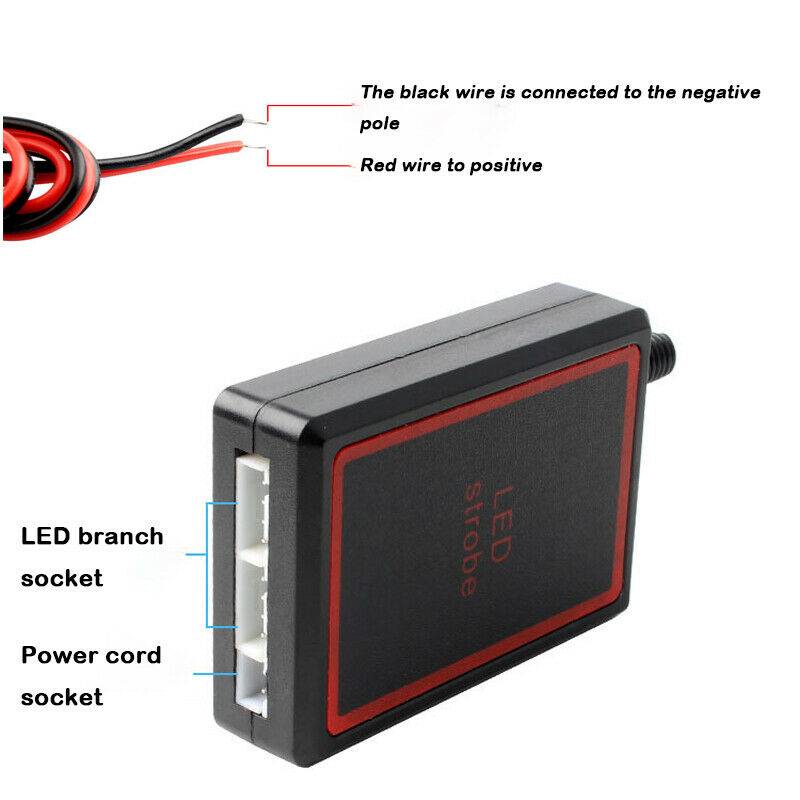 The black wire is connected to the negative
pole
Red wire to positive
LED branch
socket
Power cord
socket
LED
strobe